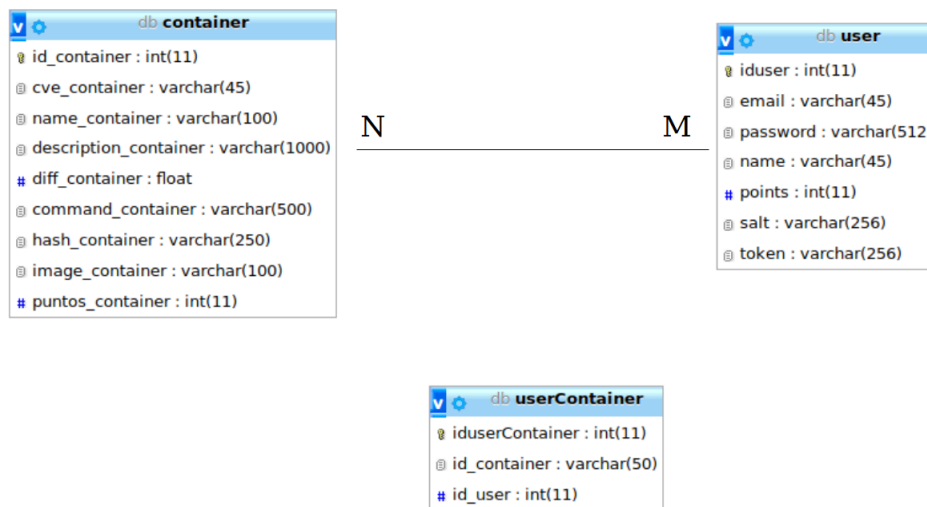 db container
id_container : int(11)
cve_container : varchar(45)
name_container : varchar(100)
description_container : varchar(1000)
# diff_container : float
command_container : varchar(500)
hash_container : varchar(250)
image_container : varchar(100)
# puntos_container : int(11)
N
M
db user
iduser : int(11)
email : varchar(45)
password : varchar(512
name : varchar(45)
# points : int(11)
salt : varchar(256)
token : varchar(256)
db userContainer
iduserContainer : int(11)
id_container : varchar(50)
# id_user : int(11)